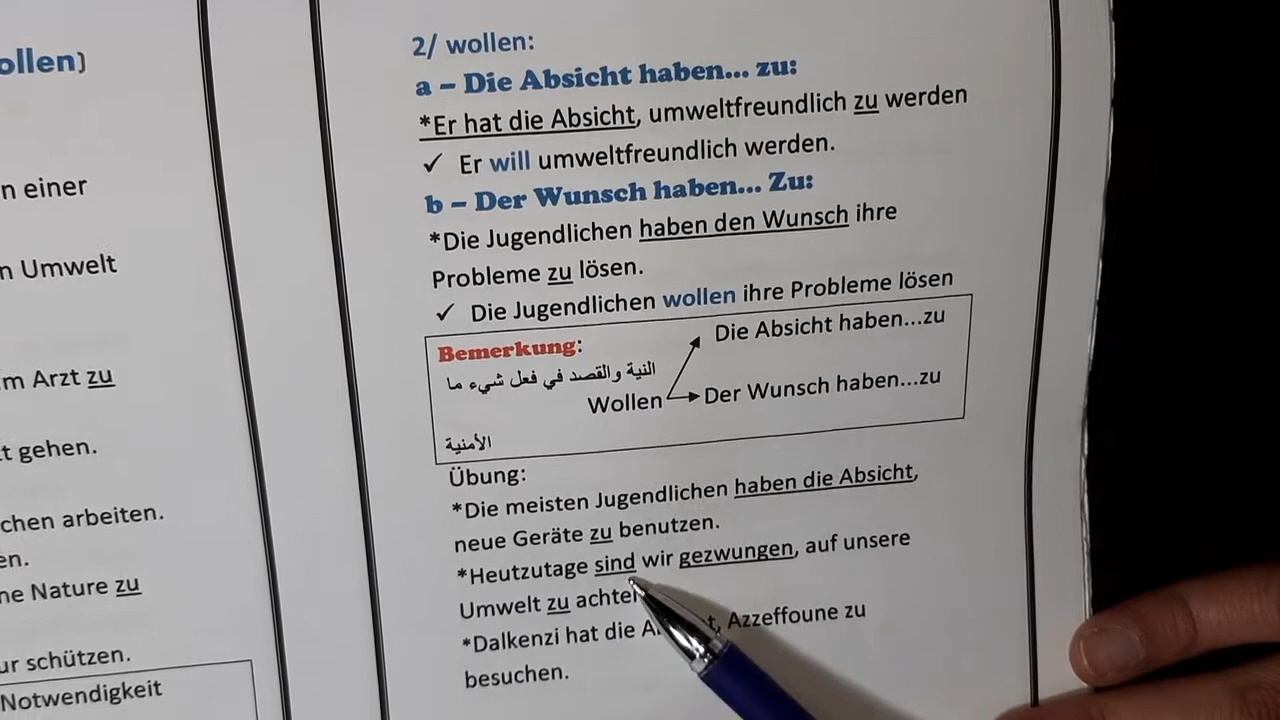 ollen)
n einer
n Umwelt
m Arzt zu
t gehen.
chen arbeiten.
en.
ne Nature zu
ur schützen.
Notwendigkeit
2/ wollen:
a – Die Absicht haben... zu:
*Er hat die Absicht, umweltfreundlich zu werden
✓ Er will umweltfreundlich werden.
b – Der Wunsch haben... Zu:
*Die Jugendlichen haben den Wunsch ihre
Probleme zu lösen.
✓ Die Jugendlichen wollen ihre Probleme lösen
Bemerkung:
Die Absicht haben...zu
النية والقصد في فعل شيء ما
Wollen
Der Wunsch haben...zu
الأمنية
Übung:
*Die meisten Jugendlichen haben die Absicht,
neue Geräte zu benutzen.
*Heutzutage sind wir gezwungen, auf unsere
Umwelt zu achte
*Dalkenzi hat die A t, Azzeffoune zu
besuchen.